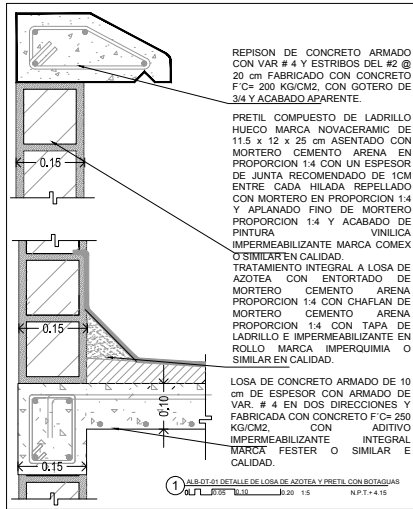 REPISON DE CONCRETO ARMADO
CON VAR # 4 Y ESTRIBOS DEL #2 @
20 cm FABRICADO CON CONCRETO
F´C= 200 KG/CM2, CON GOTERO DE
3/4 Y ACABADO APARENTE.
PRETIL COMPUESTO DE LADRILLO
HUECO MARCA NOVACERAMIC DE
11.5 x 12 x 25 cm ASENTADO CON
MORTERO CEMENTO ARENA EN
PROPORCION 1:4 CON UN ESPESOR
DE JUNTA RECOMENDADO DE 1CM
ENTRE CADA HILADA REPELLADO
CON MORTERO EN PROPORCION 1:4
Y APLANADO FINO DE MORTERO
PROPORCION 1:4 Y ACABADO DE
PINTURA VINILICA
IMPERMEABILIZANTE MARCA COMEX
O SIMILAR EN CALIDAD.
TRATAMIENTO INTEGRAL A LOSA DE
AZOTEA CON ENTORTADO DE
MORTERO CEMENTO ARENA
PROPORCION 1:4 CON CHAFLAN DE
MORTERO CEMENTO ARENA
PROPORCION 1:4 CON TAPA DE
LADRILLO E IMPERMEABILIZANTE EN
ROLLO MARCA IMPERQUIMIA O
SIMILAR EN CALIDAD.
LOSA DE CONCRETO ARMADO DE 10
cm DE ESPESOR CON ARMADO DE
VAR. # 4 EN DOS DIRECCIONES Y
FABRICADA CON CONCRETO F´C= 250
KG/CM2, CON ADITIVO
IMPERMEABILIZANTE INTEGRAL
MARCA FESTER O SIMILAR E
CALIDAD.
0.15
0.15
0.10
0.10
0.15
1 ALB-DT-01 DETALLE DE LOSA DE AZOTEA Y PRETIL CON BOTAGUAS
0 0.05 0.10 0.20 1:5 N.P.T.+ 4.15